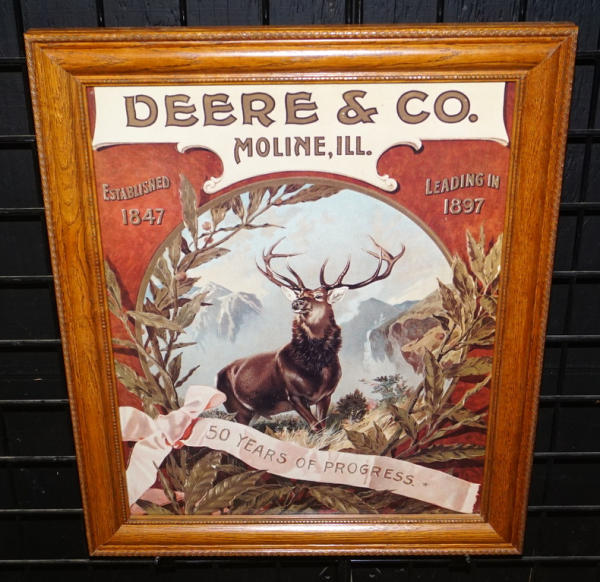 DEERE & CO.
MOLINE, ILL.
ESTABLISHED
1847
LEADING IN
1897
50 YEARS OF PROGRESS.